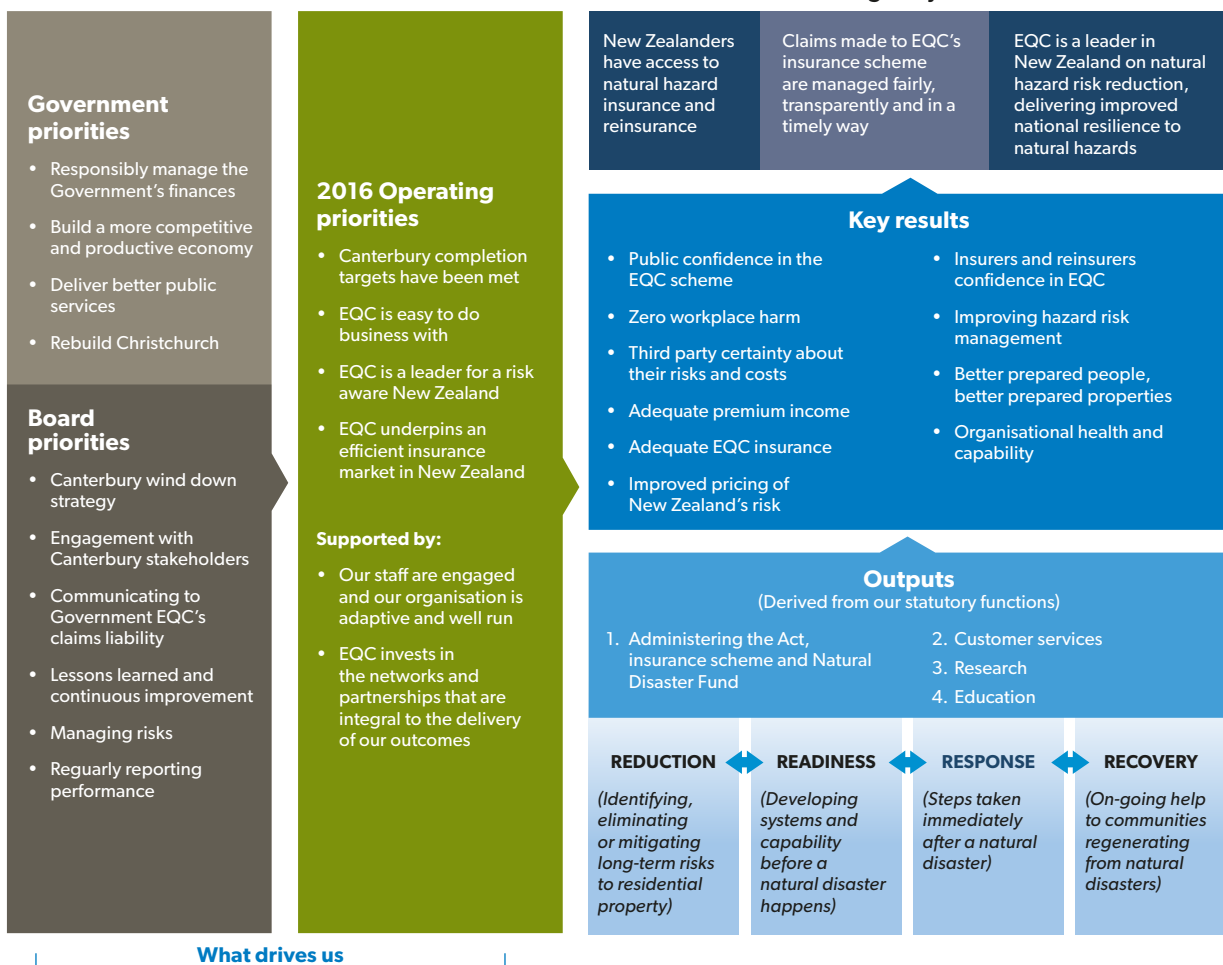 Government
priorities
• Responsibly manage the
Government’s finances
• Build a more competitive
and productive economy
• Deliver better public
services
• Rebuild Christchurch
Board
priorities
• Canterbury wind down
strategy
• Engagement with
Canterbury stakeholders
• Communicating to
Government EQC’s
claims liability
• Lessons learned and
continuous improvement
• Managing risks
• Reguarly reporting
performance
2016 Operating
priorities
• Canterbury completion
targets have been met
• EQC is easy to do
business with
• EQC is a leader for a risk
aware New Zealand
• EQC underpins an
efficient insurance
market in New Zealand
Supported by:
• Our staff are engaged
and our organisation is
adaptive and well run
• EQC invests in
the networks and
partnerships that are
integral to the delivery
of our outcomes
New Zealanders
have access to
natural hazard
insurance and
reinsurance
Claims made to EQC’s
insurance scheme
are managed fairly,
transparently and in a
timely way
EQC is a leader in
New Zealand on natural
hazard risk reduction,
delivering improved
national resilience to
natural hazards
Key results
• Public confidence in the
EQC scheme
• Zero workplace harm
• Third party certainty about
their risks and costs
• Adequate premium income
• Adequate EQC insurance
• Improved pricing of
New Zealand’s risk
• Insurers and reinsurers
confidence in EQC
• Improving hazard risk
management
• Better prepared people,
better prepared properties
• Organisational health and
capability
Outputs
(Derived from our statutory functions)
1. Administering the Act,
insurance scheme and Natural
Disaster Fund
2. Customer services
3. Research
4. Education
REDUCTION
(Identifying,
eliminating
or mitigating
long-term risks
to residential
property)
READINESS
(Developing
systems and
capability
before a
natural disaster
happens)
RESPONSE
(Steps taken
immediately
after a natural
disaster)
RECOVERY
(On-going help
to communities
regenerating
from natural
disasters)
What drives us